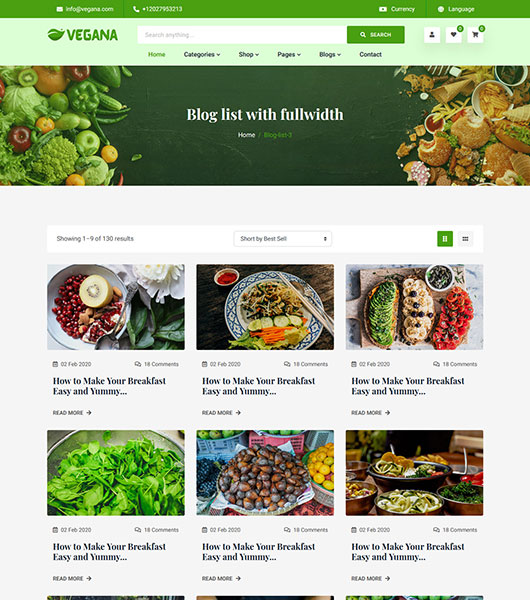 info@vegana.com +12027953213 Currency Language
VEGANA Search anything... SEARCH 0 0
Home Categories Shop Pages Blogs Contact
Blog list with fullwidth
Home / Blog-list-3
Showing 1–9 of 130 results Short by Best Sell
02 Feb 2020 18 Comments 02 Feb 2020 18 Comments 02 Feb 2020 18 Comments
How to Make Your Breakfast How to Make Your Breakfast How to Make Your Breakfast
Easy and Yummy... Easy and Yummy... Easy and Yummy...
READ MORE READ MORE READ MORE
02 Feb 2020 18 Comments 02 Feb 2020 18 Comments 02 Feb 2020 18 Comments
How to Make Your Breakfast How to Make Your Breakfast How to Make Your Breakfast
Easy and Yummy... Easy and Yummy... Easy and Yummy...
READ MORE READ MORE READ MORE